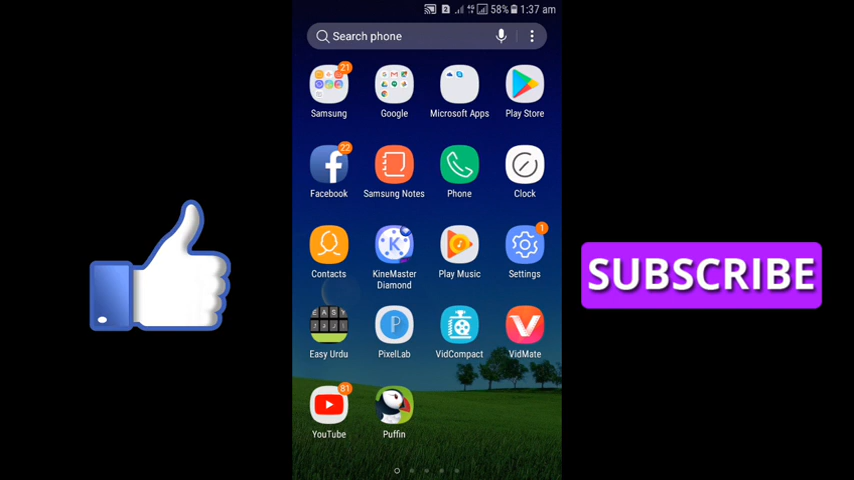 58% 1:37 am
Search phone
21
Samsung
Google
Microsoft Apps
Play Store
22
Facebook
Samsung Notes
Phone
Clock
1
Contacts
KineMaster
Diamond
Play Music
Settings
EASY
Easy Urdu
PixelLab
VidCompact
VidMate
81
YouTube
Puffin
SUBSCRIBE